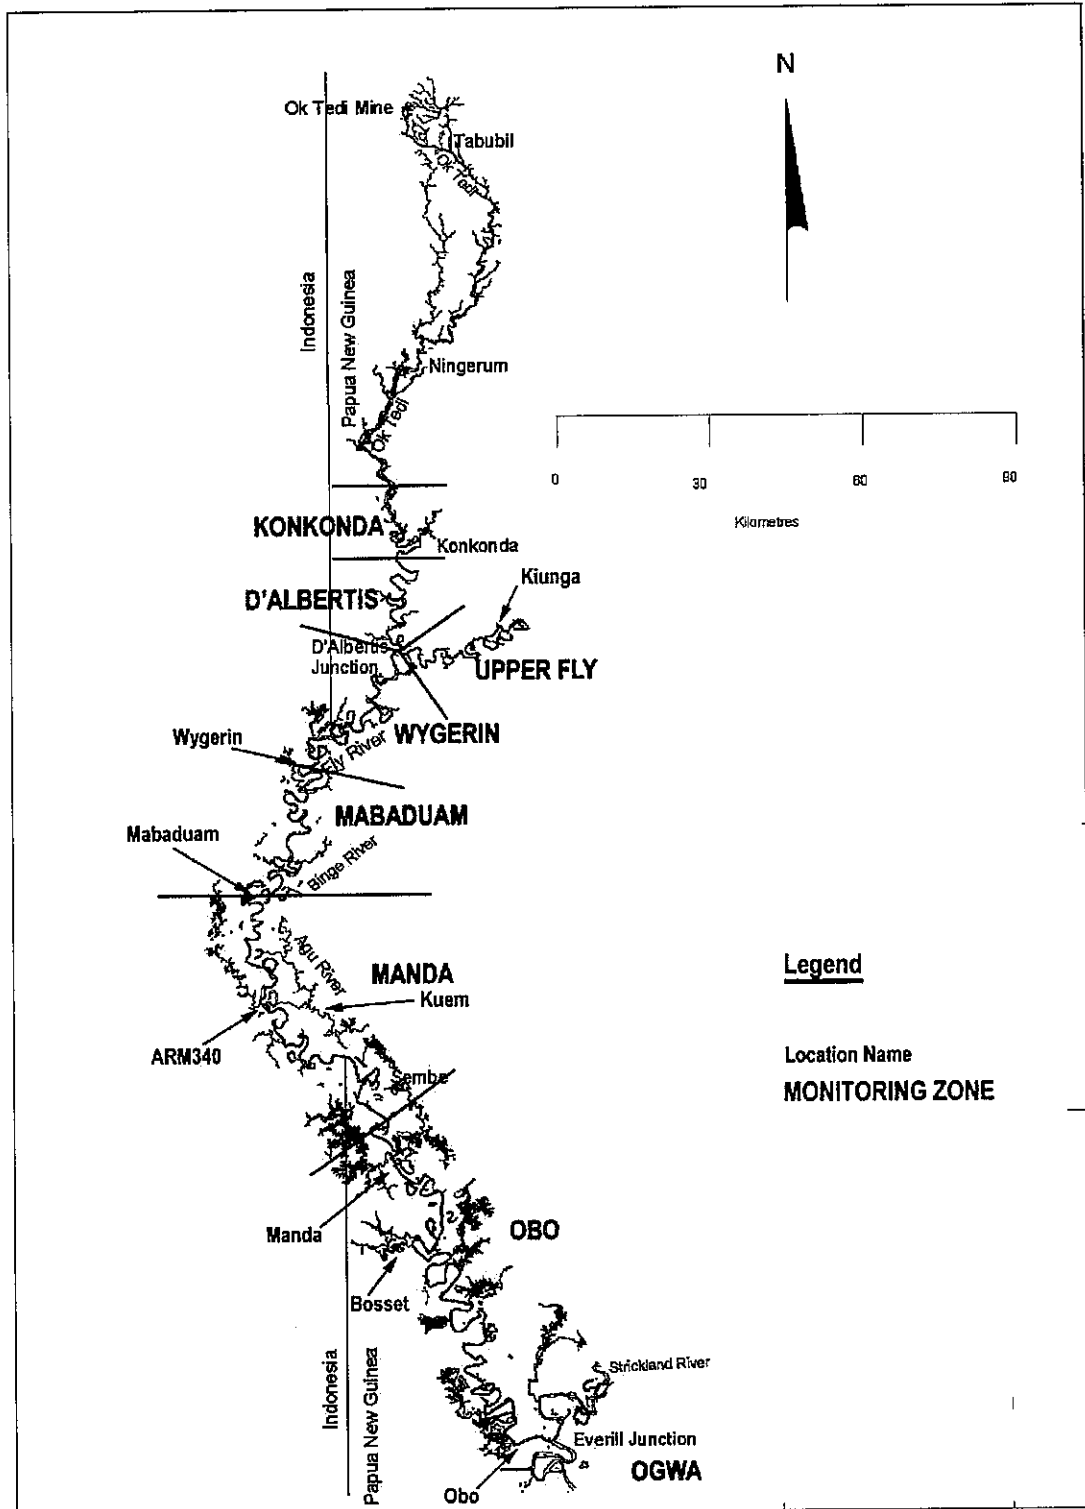 N
Ok Tedi Mine
Tabubil
Ok Tedi
Indonesia
Papua New Guinea
Ningerum
Ok Tedi
0
30
60
90
Kilometres
KONKONDA
Konkonda
Kiunga
D'ALBERTIS
D'Albertis
Junction
UPPER FLY
WYGERIN
Wygerin
Fly River
MABADUAM
Mabaduam
Binge River
Agu River
MANDA
Kuem
ARM340
Legend
Location Name
MONITORING ZONE
Sembe
Manda
OBO
Bosset
Indonesia
Papua New Guinea
Strickland River
Everill Junction
OGWA
Obo